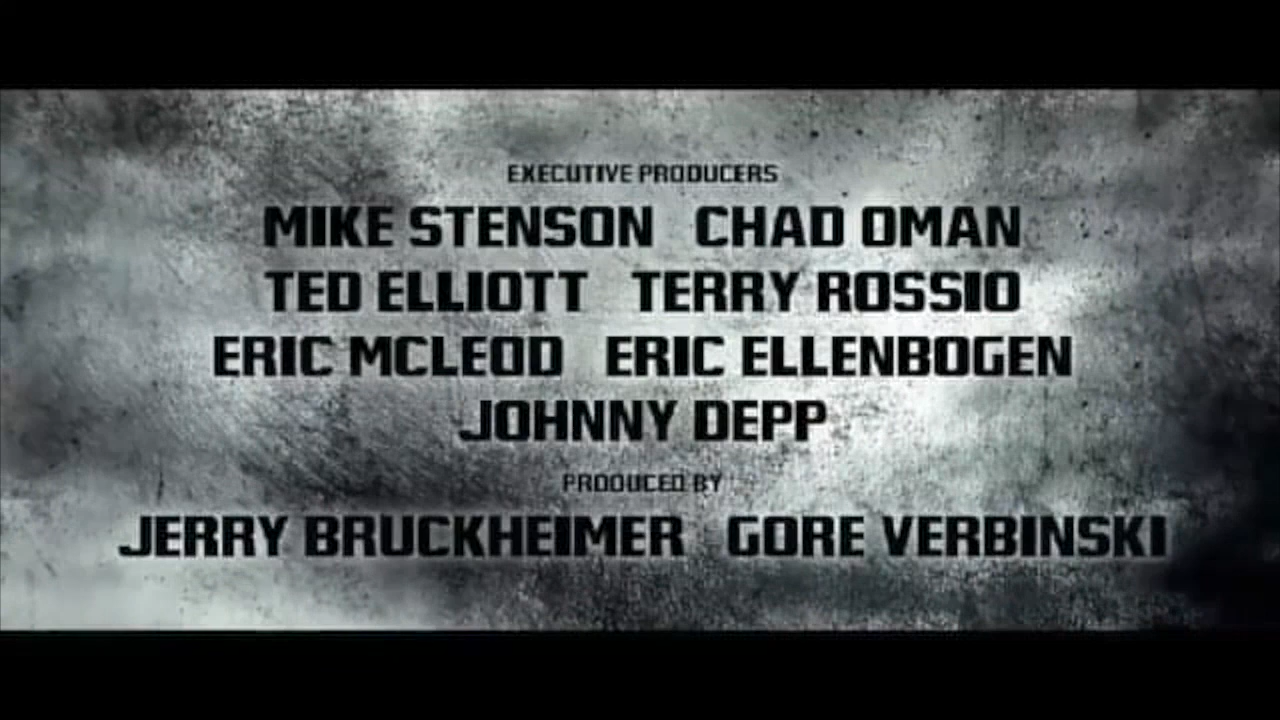 EXECUTIVE PRODUCERS
MIKE STENSON CHAD OMAN
TED ELLIOTT TERRY ROSSIO
ERIC MCLEOD ERIC ELLENBOGEN
JOHNNY DEPP
PRODUCED BY
JERRY BRUCKHEIMER GORE VERBINSKI